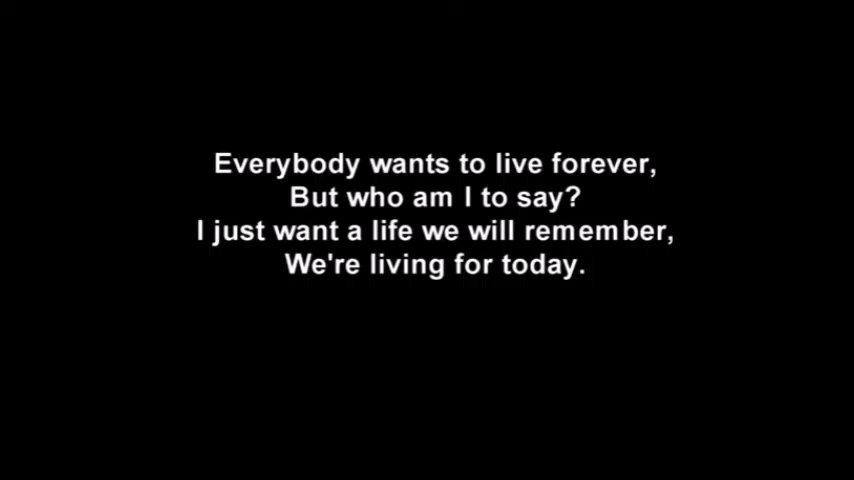 Everybody wants to live forever,
But who am I to say?
I just want a life we will remember,
We're living for today.